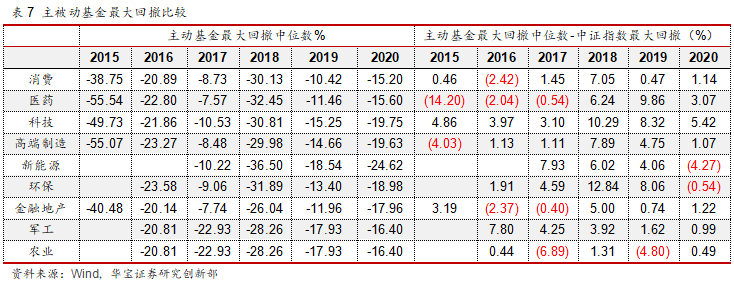 表 7 主被动基金最大回撤比较
主动基金最大回撤中位数% 主动基金最大回撤中位数-中证指数最大回撤（%）
2015 2016 2017 2018 2019 2020 2015 2016 2017 2018 2019 2020
消费 -38.75 -20.89 -8.73 -30.13 -10.42 -15.20 0.46 (2.42) 1.45 7.05 0.47 1.14
医药 -55.54 -22.80 -7.57 -32.45 -11.46 -15.60 (14.20) (2.04) (0.54) 6.24 9.86 3.07
科技 -49.73 -21.86 -10.53 -30.81 -15.25 -19.75 4.86 3.97 3.10 10.29 8.32 5.42
高端制造 -55.07 -23.27 -8.48 -29.98 -14.66 -19.63 (4.03) 1.13 1.11 7.89 4.75 1.07
新能源 -10.22 -36.50 -18.54 -24.62 7.93 6.02 4.06 (4.27)
环保 -23.58 -9.06 -31.89 -13.40 -18.98 1.91 4.59 12.84 8.06 (0.54)
金融地产 -40.48 -20.14 -7.74 -26.04 -11.96 -17.96 3.19 (2.37) (0.40) 5.00 0.74 1.22
军工 -20.81 -22.93 -28.26 -17.93 -16.40 7.80 4.25 3.92 1.62 0.99
农业 -20.81 -22.93 -28.26 -17.93 -16.40 0.44 (6.89) 1.31 (4.80) 0.49
资料来源：Wind, 华宝证券研究创新部